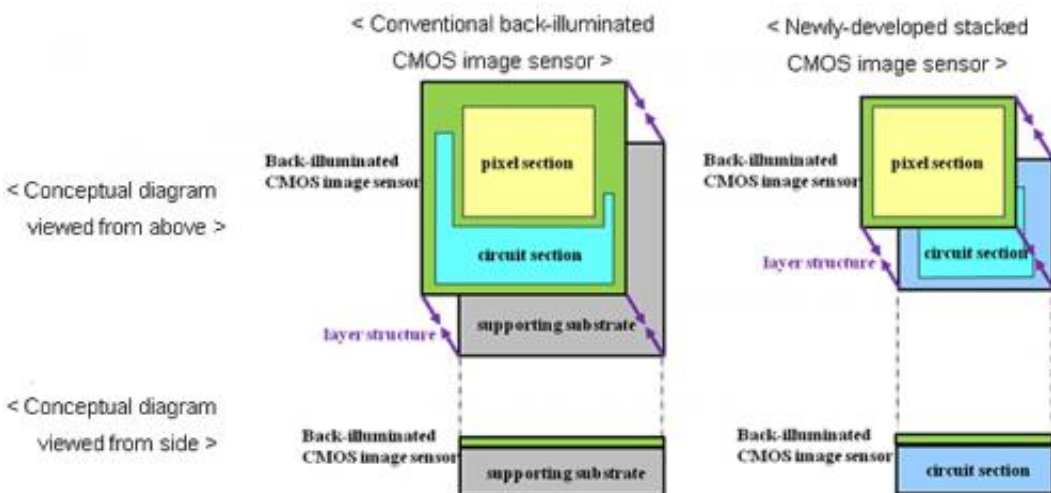 < Conventional back-illuminated
CMOS image sensor >
< Newly-developed stacked
CMOS image sensor >
< Conceptual diagram
viewed from above >
Back-illuminated
CMOS image sensor
pixel section
circuit section
layer structure
supporting substrate
Back-illuminated
CMOS image sensor
pixel section
circuit section
layer structure
< Conceptual diagram
viewed from side >
Back-illuminated
CMOS image sensor
supporting substrate
Back-illuminated
CMOS image sensor
circuit section